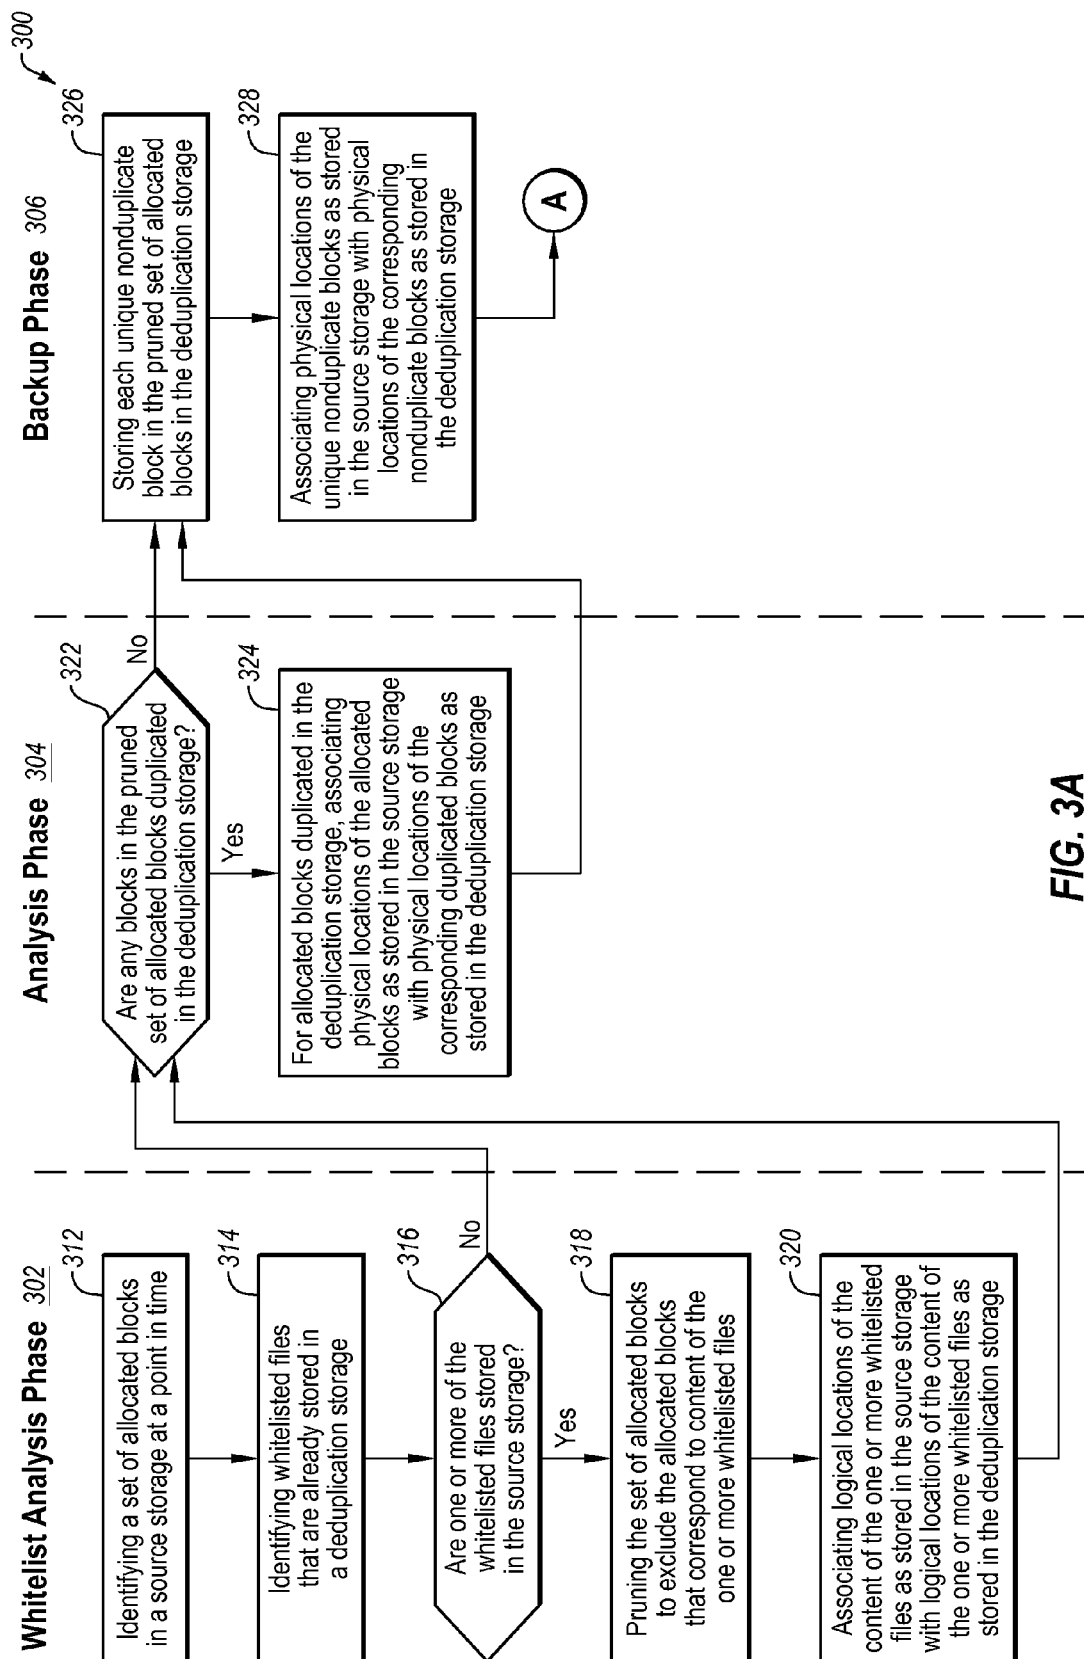 300
Whitelist Analysis Phase 302
312
Identifying a set of allocated blocks
in a source storage at a point in time
314
Identifying whitelisted files
that are already stored in
a deduplication storage
316
Are one or more of the
whitelisted files stored
in the source storage?
No
Yes
318
Pruning the set of allocated blocks
to exclude the allocated blocks
that correspond to content of the
one or more whitelisted files
320
Associating logical locations of the
content of the one or more whitelisted
files as stored in the source storage
with logical locations of the content of
the one or more whitelisted files as
stored in the deduplication storage
Analysis Phase 304
322
Are any blocks in the pruned
set of allocated blocks duplicated
in the deduplication storage?
No
Yes
324
For allocated blocks duplicated in the
deduplication storage, associating
physical locations of the allocated
blocks as stored in the source storage
with physical locations of the
corresponding duplicated blocks as
stored in the deduplication storage
Backup Phase 306
326
Storing each unique nonduplicate
block in the pruned set of allocated
blocks in the deduplication storage
328
Associating physical locations of the
unique nonduplicate blocks as stored
in the source storage with physical
locations of the corresponding
nonduplicate blocks as stored in
the deduplication storage
A
FIG. 3A